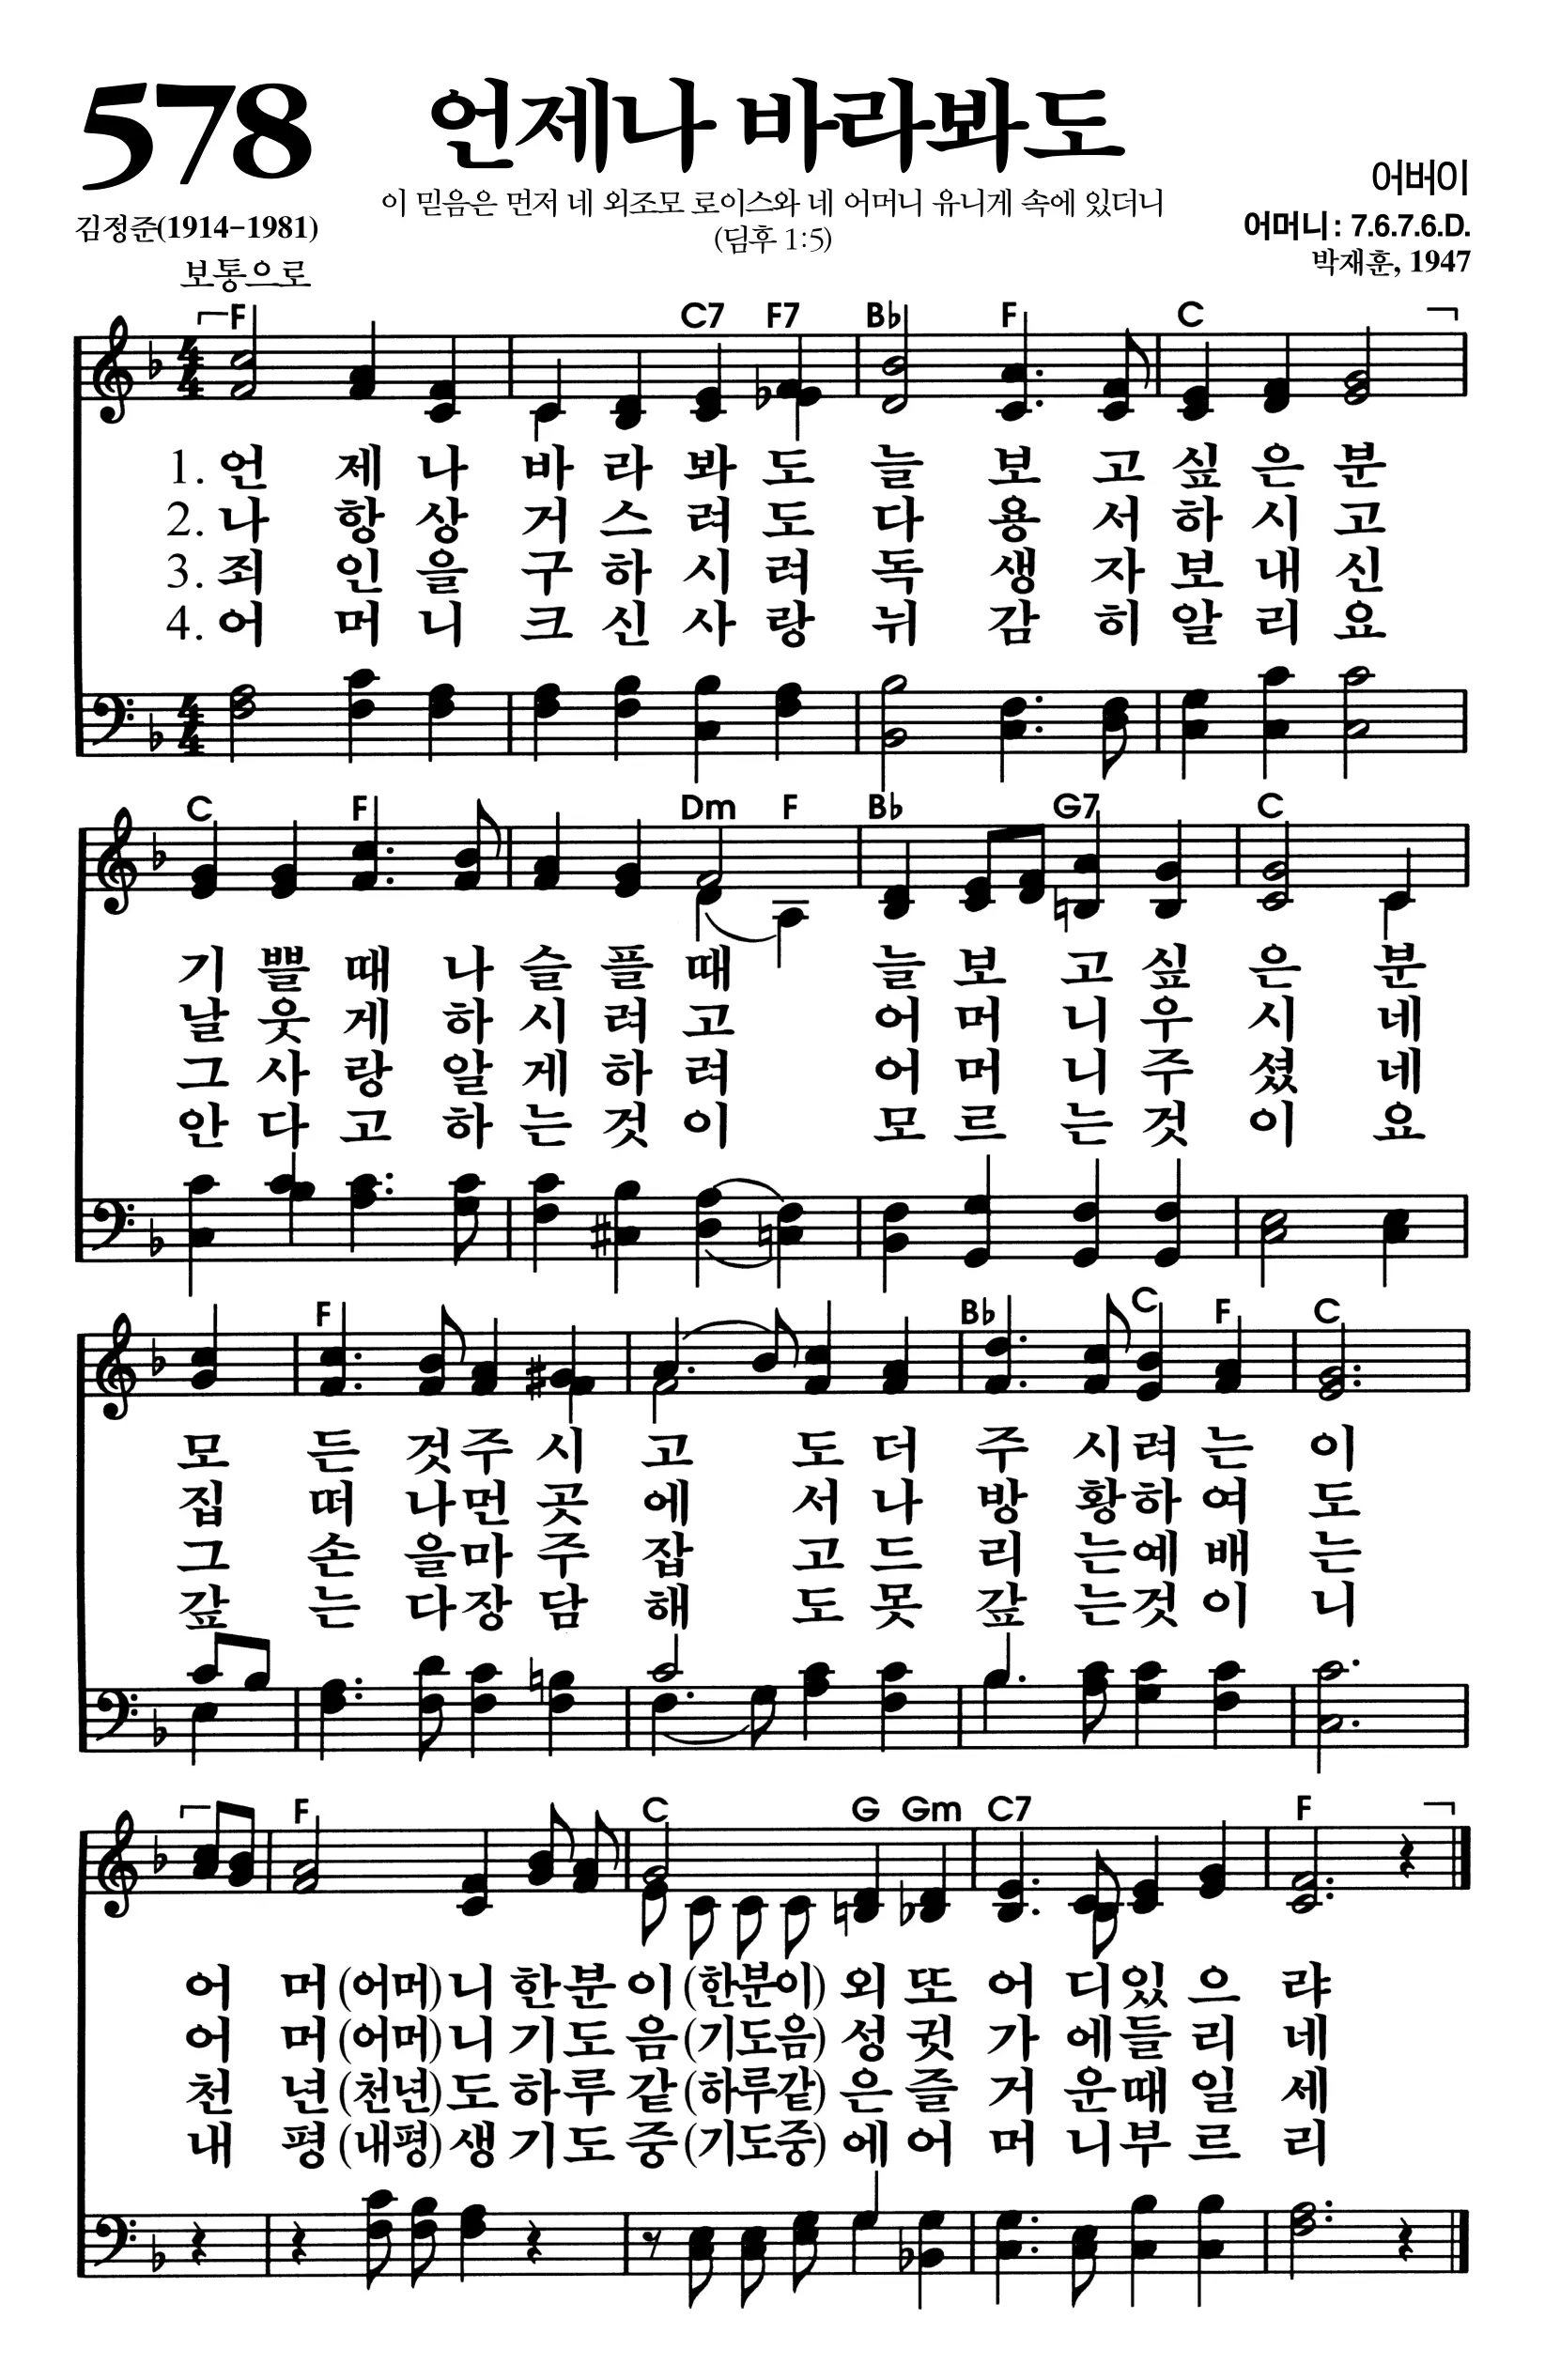 578
언제나 바라봐도
어버이
이 믿음은 먼저 네 외조모 로이스와 네 어머니 유니게 속에 있더니
(딤후 1:5)
김정준(1914-1981)
어머니: 7.6.7.6.D.
박재훈, 1947
보통으로
F C7 F7 B♭ F C
1. 언 제 나 바 라 봐 도 늘 보 고 싶 은 분
2. 나 항 상 거 스 려 도 다 용 서 하 시 고
3. 죄 인 을 구 하 시 려 독 생 자 보 내 신
4. 어 머 니 크 신 사 랑 뉘 감 히 알 리 요
C F Dm F B♭ G7 C
기 쁠 때 나 슬 플 때 늘 보 고 싶 은 분
날 웃 게 하 시 려 고 어 머 니 우 시 네
그 사 랑 알 게 하 려 어 머 니 주 셨 네
안 다 고 하 는 것 이 모 르 는 것 이 요
F B♭ C F C
모 든 것 주 시 고 도 더 주 시 려 는 이
집 떠 나 먼 곳 에 서 나 방 황 하 여 도
그 손 을 마 주 잡 고 드 리 는 예 배 는
갚 는 다 장 담 해 도 못 갚 는 것 이 니
F C G Gm C7 F
어 머 (어머) 니 한 분 이 (한분이) 외 또 어 디 있 으 랴
어 머 (어머) 니 기 도 음 (기도음) 성 귓 가 에 들 리 네
천 년 (천년) 도 하 루 같 (하루같) 은 즐 거 운 때 일 세
내 평 (내평) 생 기 도 중 (기도중) 에 어 머 니 부 르 리